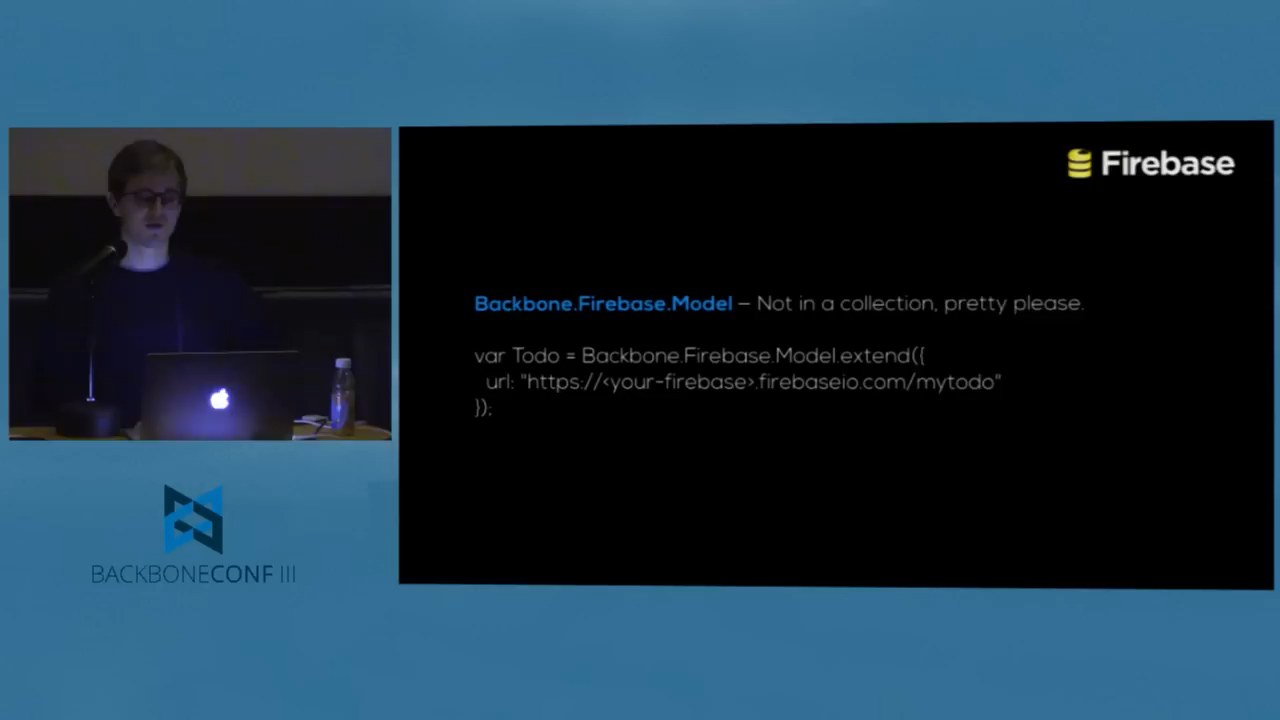 Firebase
Backbone.Firebase.Model – Not in a collection, pretty please.
var Todo = Backbone.Firebase.Model.extend({
url: "https://<your-firebase>.firebaseio.com/mytodo"
});
BACKBONECONF III